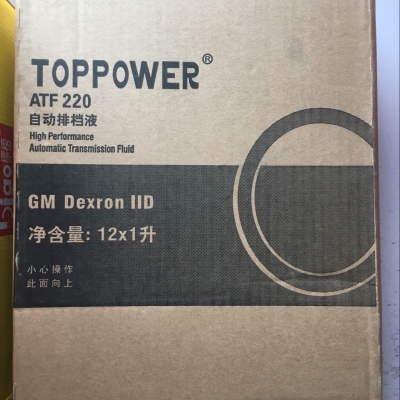 TOPPOWER®
ATF 220
自动排档液
High Performance
Automatic Transmission Fluid
GM Dexron IID
净含量: 12x1升
小心操作
此面向上